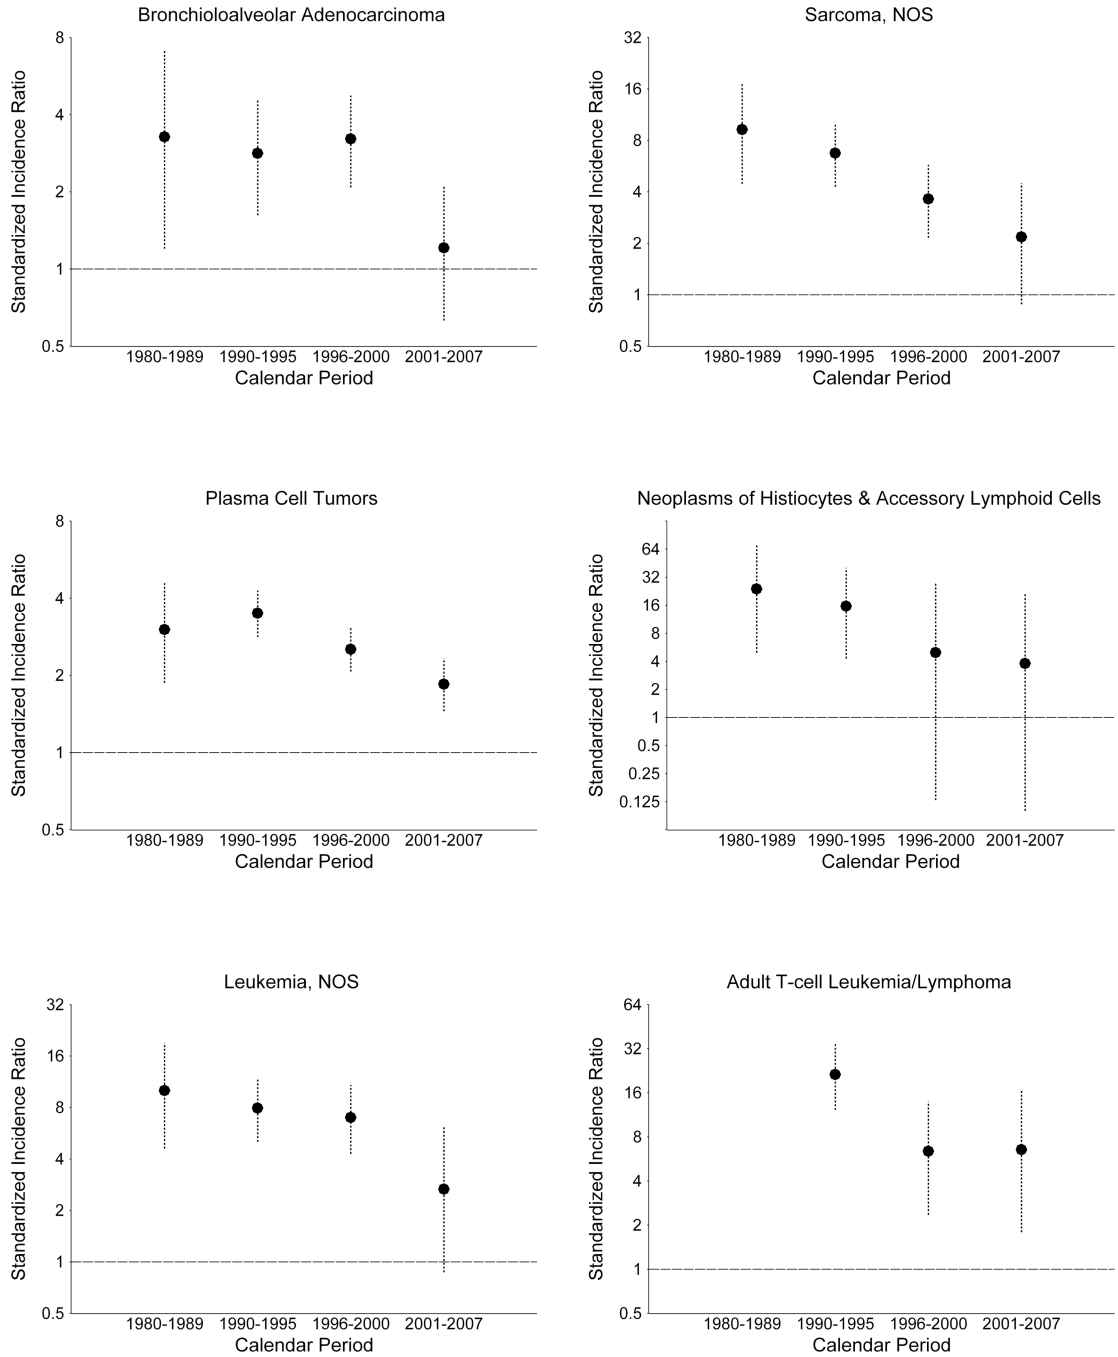 Bronchioloalveolar Adenocarcinoma
Standardized Incidence Ratio
8
4
2
1
0.5
1980-1989 1990-1995 1996-2000 2001-2007
Calendar Period
Sarcoma, NOS
Standardized Incidence Ratio
32
16
8
4
2
1
0.5
1980-1989 1990-1995 1996-2000 2001-2007
Calendar Period
Plasma Cell Tumors
Standardized Incidence Ratio
8
4
2
1
0.5
1980-1989 1990-1995 1996-2000 2001-2007
Calendar Period
Neoplasms of Histiocytes & Accessory Lymphoid Cells
Standardized Incidence Ratio
64
32
16
8
4
2
1
0.5
0.25
0.125
1980-1989 1990-1995 1996-2000 2001-2007
Calendar Period
Leukemia, NOS
Standardized Incidence Ratio
32
16
8
4
2
1
0.5
1980-1989 1990-1995 1996-2000 2001-2007
Calendar Period
Adult T-cell Leukemia/Lymphoma
Standardized Incidence Ratio
64
32
16
8
4
2
1
0.5
1980-1989 1990-1995 1996-2000 2001-2007
Calendar Period